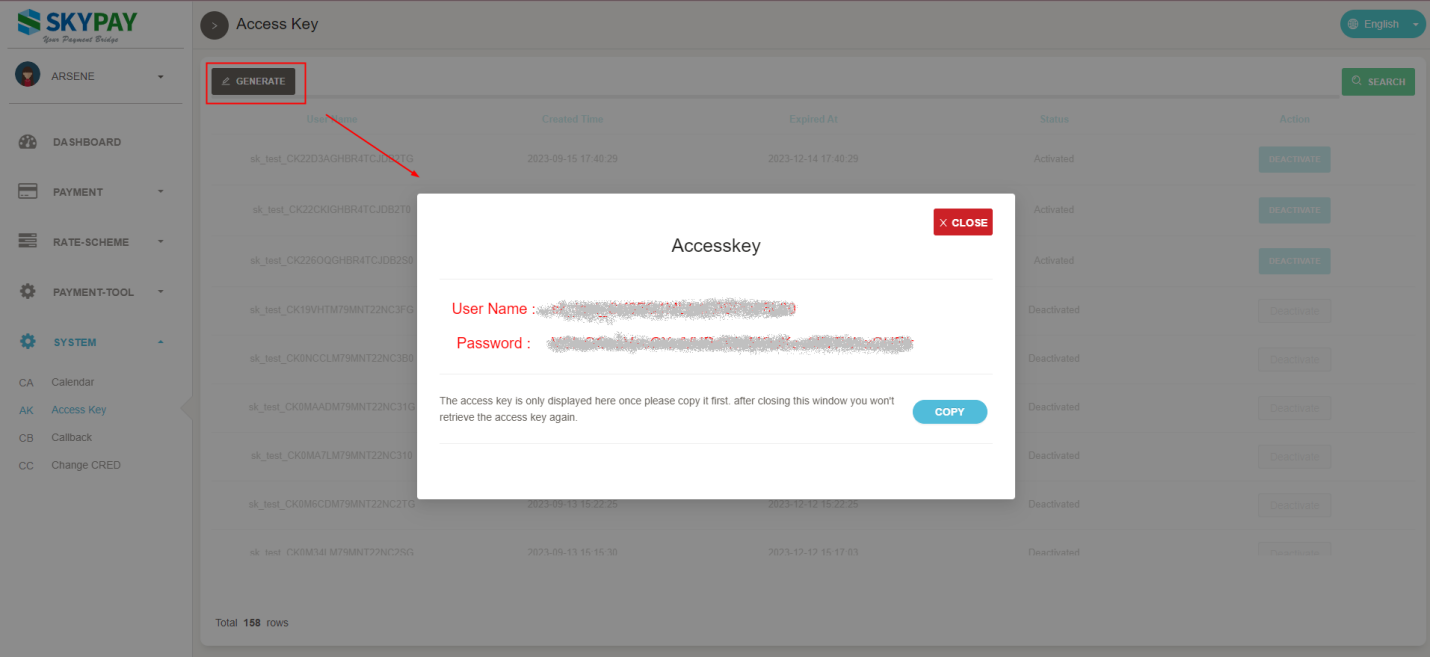 SKYPAY
Your Payment Bridge
> Access Key
English
ARSENE
GENERATE
SEARCH
User Name Created Time Expired At Status Action
DASHBOARD
PAYMENT
RATE-SCHEME
PAYMENT-TOOL
SYSTEM
CA Calendar
AK Access Key
CB Callback
CC Change CRED
sk_test_CK22D3AGHBR4TCJDB2TG 2023-09-15 17:40:29 2023-12-14 17:40:29 Activated DEACTIVATE
sk_test_CK22CKIGHBR4TCJDB2T0 Activated DEACTIVATE
sk_test_CK226OQGHBR4TCJDB2S0 Activated DEACTIVATE
sk_test_CK19VHTM79MNT22NC3FG Deactivated Deactivate
sk_test_CK0NCCLM79MNT22NC3B0 Deactivated Deactivate
sk_test_CK0MAADM79MNT22NC31G Deactivated Deactivate
sk_test_CK0MA7LM79MNT22NC310 Deactivated Deactivate
sk_test_CK0M6CDM79MNT22NC2TG 2023-09-13 15:22:25 2023-12-12 15:22:25 Deactivated Deactivate
sk_test_CK0M34LM79MNT22NC2SG 2023-09-13 15:15:30 2023-12-12 15:17:03 Deactivated Deactivate
X CLOSE
Accesskey
User Name :
Password :
The access key is only displayed here once please copy it first. after closing this window you won't
retrieve the access key again.
COPY
Total 158 rows